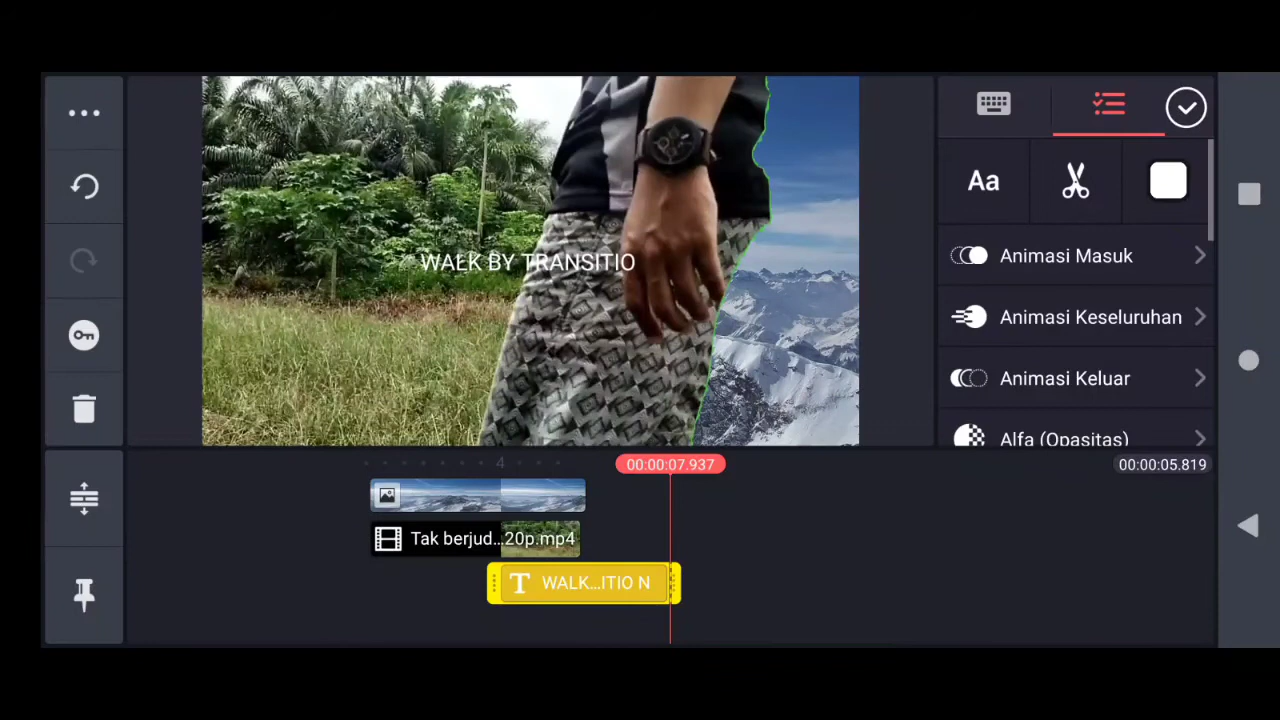 Aa
Animasi Masuk
WALK BY TRANSITIO
Animasi Keseluruhan
Animasi Keluar
Alfa (Opasitas)
4
00:00:07.937
00:00:05.819
Tak berjud...20p.mp4
T WALK...ITIO N